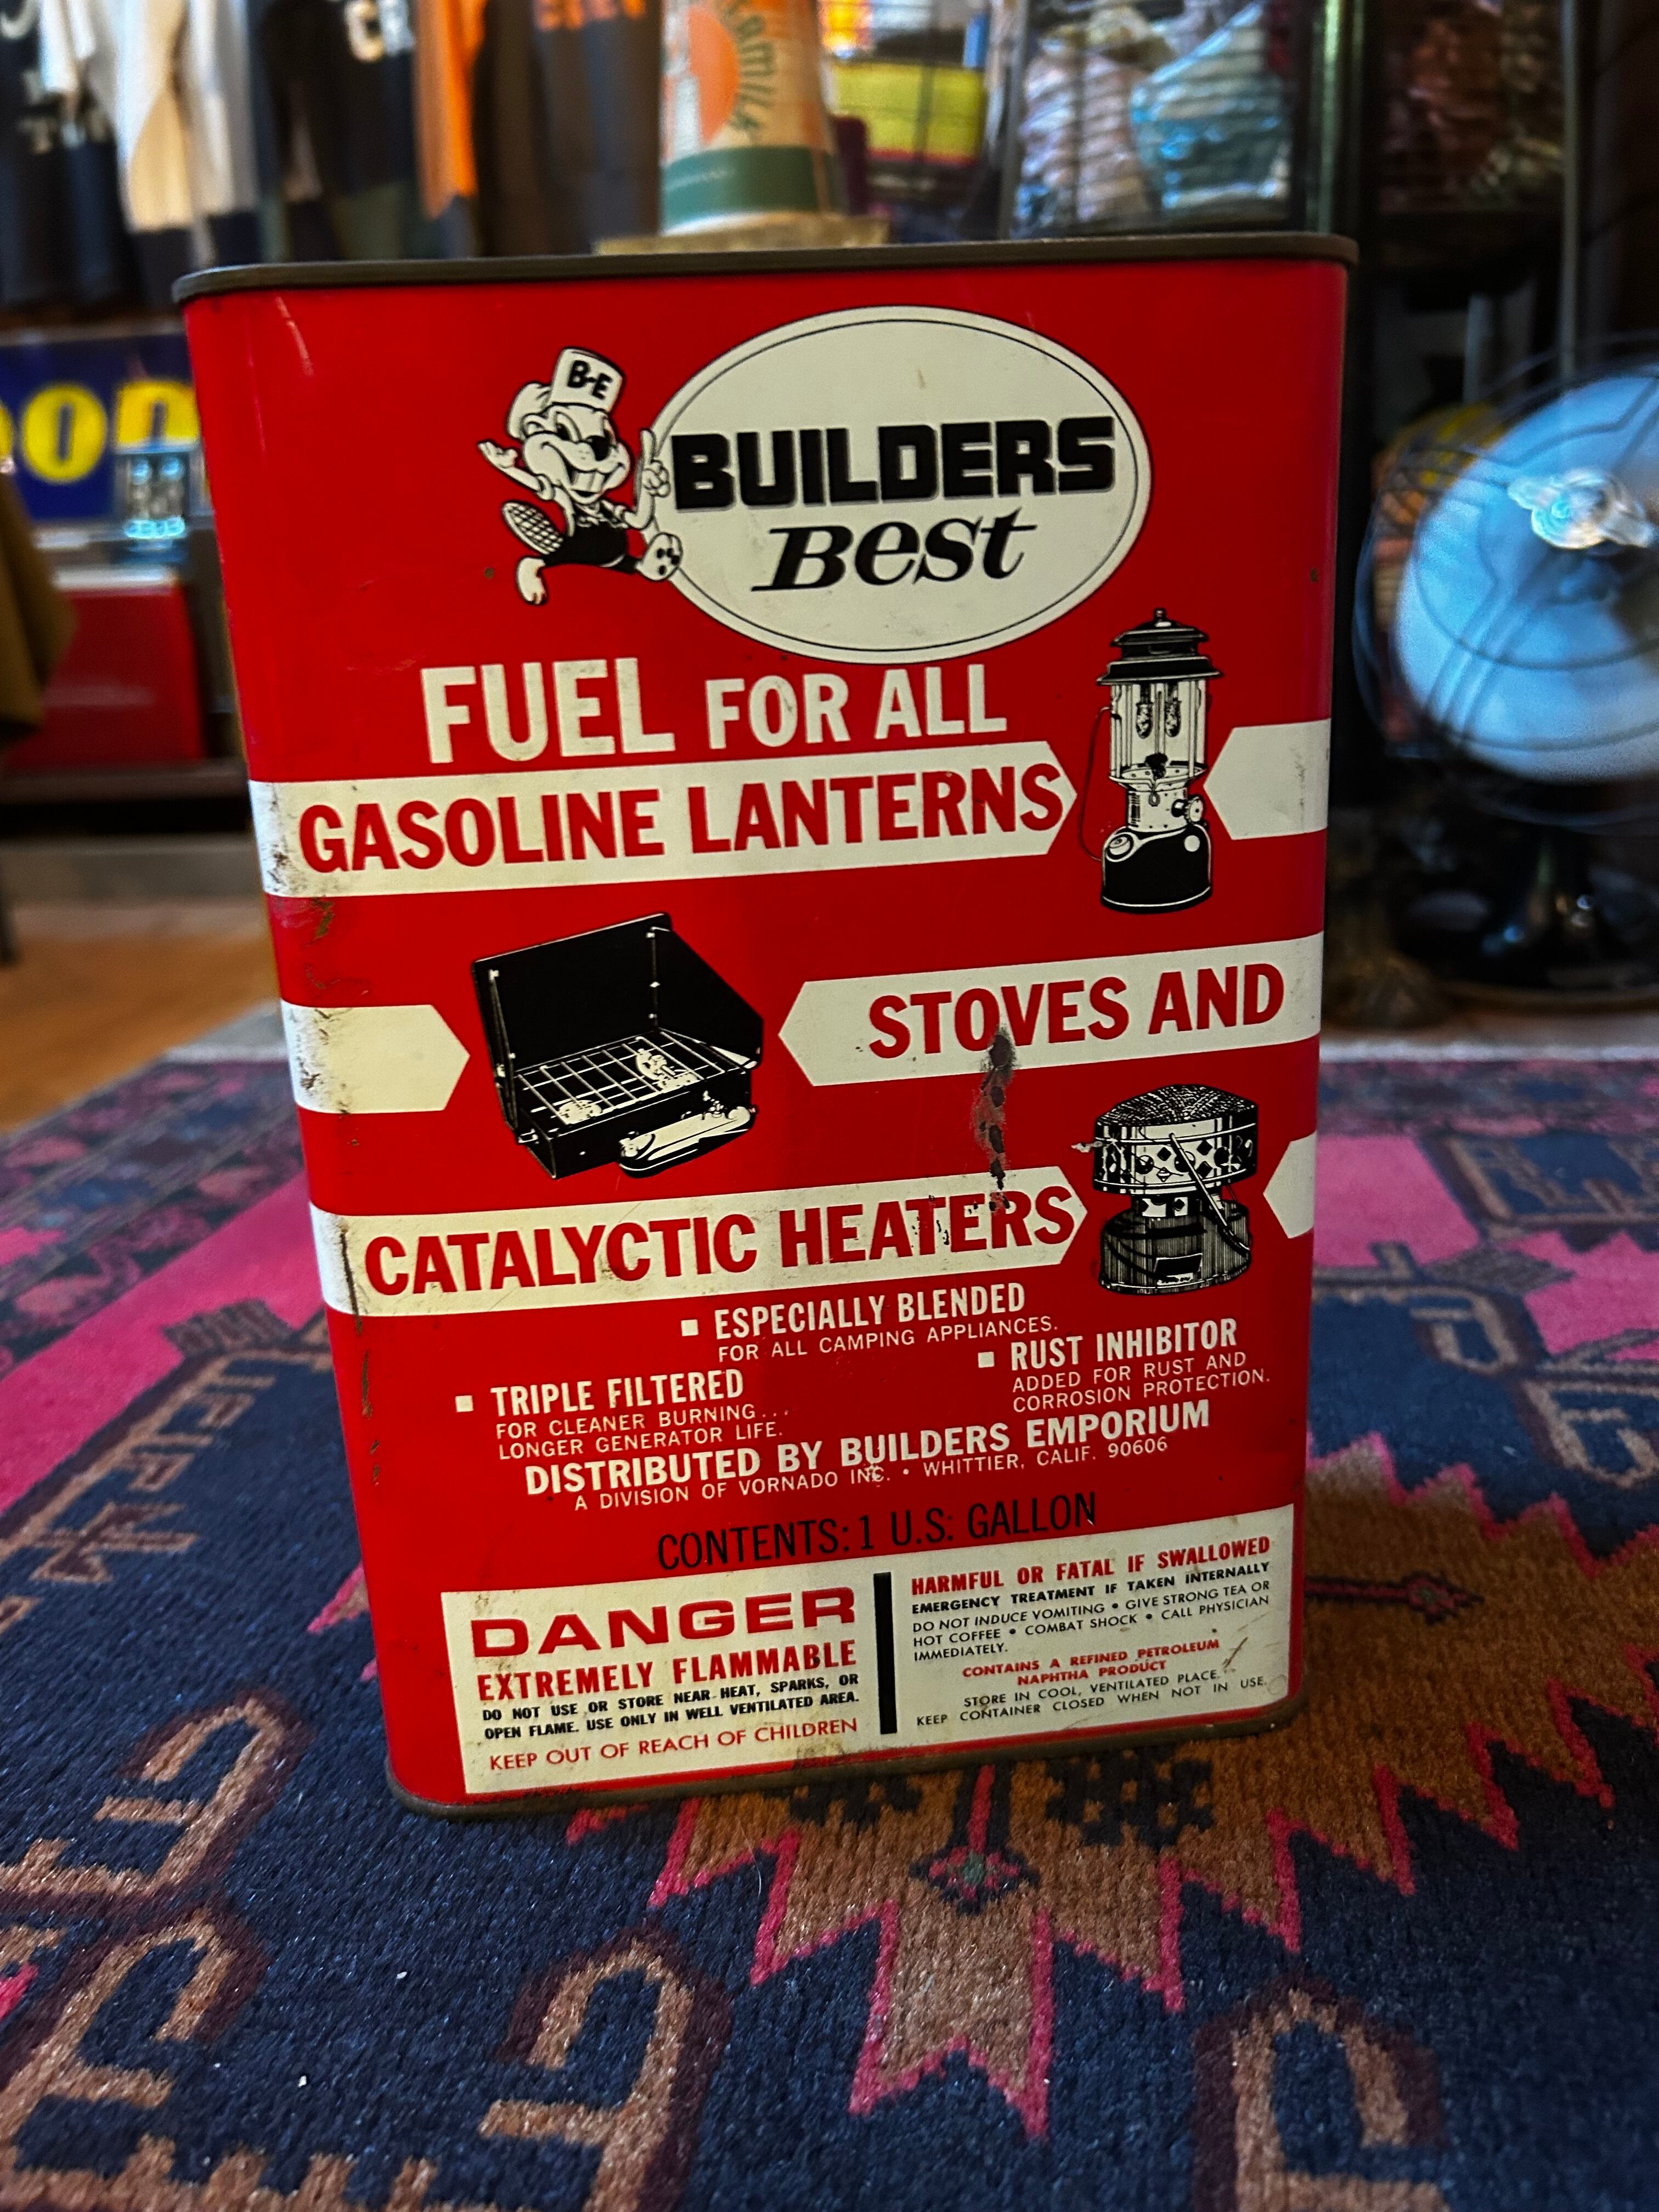 B-E
BUILDERS
Best
FUEL FOR ALL
GASOLINE LANTERNS
STOVES AND
CATALYCTIC HEATERS
■ ESPECIALLY BLENDED
FOR ALL CAMPING APPLIANCES.
■ RUST INHIBITOR
ADDED FOR RUST AND
CORROSION PROTECTION.
■ TRIPLE FILTERED
FOR CLEANER BURNING...
LONGER GENERATOR LIFE.
DISTRIBUTED BY BUILDERS EMPORIUM
A DIVISION OF VORNADO INC. • WHITTIER, CALIF. 90606
CONTENTS: 1 U.S. GALLON
DANGER
EXTREMELY FLAMMABLE
DO NOT USE OR STORE NEAR HEAT, SPARKS, OR
OPEN FLAME. USE ONLY IN WELL VENTILATED AREA.
KEEP OUT OF REACH OF CHILDREN
HARMFUL OR FATAL IF SWALLOWED
EMERGENCY TREATMENT IF TAKEN INTERNALLY
DO NOT INDUCE VOMITING • GIVE STRONG TEA OR
HOT COFFEE • COMBAT SHOCK • CALL PHYSICIAN
IMMEDIATELY.
CONTAINS A REFINED PETROLEUM
NAPHTHA PRODUCT
STORE IN COOL, VENTILATED PLACE.
KEEP CONTAINER CLOSED WHEN NOT IN USE.